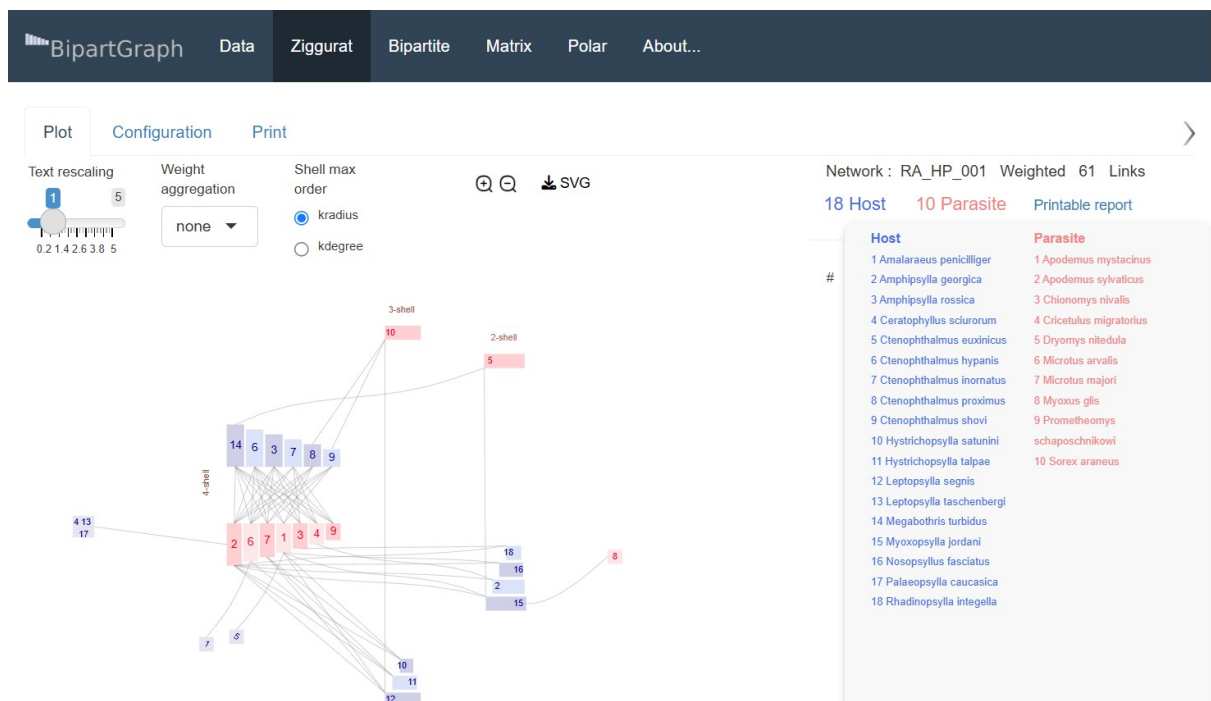 BipartGraph Data Ziggurat Bipartite Matrix Polar About...
Plot Configuration Print
Text rescaling
1 5
0.2 1.4 2.6 3.8 5
Weight
aggregation
none
Shell max
order
kradius
kdegree
SVG
Network : RA_HP_001 Weighted 61 Links
18 Host 10 Parasite Printable report
#
Host
1 Amalaraeus penicilliger
2 Amphipsylla georgica
3 Amphipsylla rossica
4 Ceratophyllus sciurorum
5 Ctenophthalmus euxinicus
6 Ctenophthalmus hypanis
7 Ctenophthalmus inornatus
8 Ctenophthalmus proximus
9 Ctenophthalmus shovi
10 Hystrichopsylla satunini
11 Hystrichopsylla talpae
12 Leptopsylla segnis
13 Leptopsylla taschenbergi
14 Megabothris turbidus
15 Myoxopsylla jordani
16 Nosopsyllus fasciatus
17 Palaeopsylla caucasica
18 Rhadinopsylla integella
Parasite
1 Apodemus mystacinus
2 Apodemus sylvaticus
3 Chionomys nivalis
4 Cricetulus migratorius
5 Dryomys nitedula
6 Microtus arvalis
7 Microtus majori
8 Myoxus glis
9 Prometheomys
schaposchnikowi
10 Sorex araneus
3-shell
10
2-shell
5
14 6 3 7 8 9
4-shell
4 13
17
2 6 7 1 3 4 9
18
16
2
15
8
7
5
10
11
12